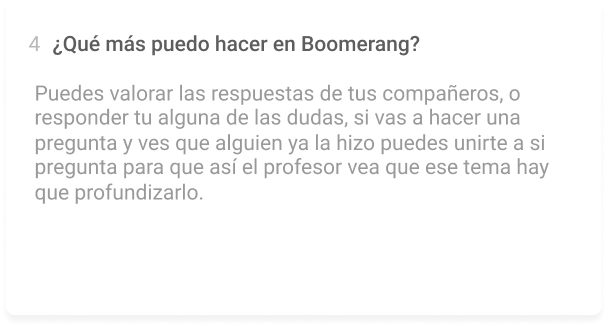 4 ¿Qué más puedo hacer en Boomerang?
Puedes valorar las respuestas de tus compañeros, o
responder tu alguna de las dudas, si vas a hacer una
pregunta y ves que alguien ya la hizo puedes unirte a si
pregunta para que así el profesor vea que ese tema hay
que profundizarlo.